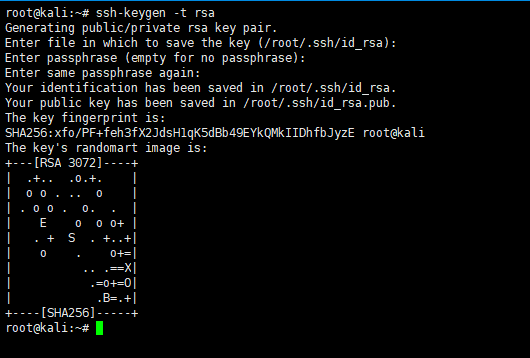 root@kali:~# ssh-keygen -t rsa
Generating public/private rsa key pair.
Enter file in which to save the key (/root/.ssh/id_rsa):
Enter passphrase (empty for no passphrase):
Enter same passphrase again:
Your identification has been saved in /root/.ssh/id_rsa.
Your public key has been saved in /root/.ssh/id_rsa.pub.
The key fingerprint is:
SHA256:xfo/PF+feh3fX2JdsH1qK5dBb49EYkQMkIIDhfbJyzE root@kali
The key's randomart image is:
+---[RSA 3072]----+
|  .+..  .o.+.    |
|  o o . ..  o    |
| . o o .  o.  .  |
|    E    o  o o+ |
|   . +  S  . +..+|
|    o    .    o+=|
|          .. .==X|
|           .=o+=O|
|            .B=.+|
+----[SHA256]-----+
root@kali:~#